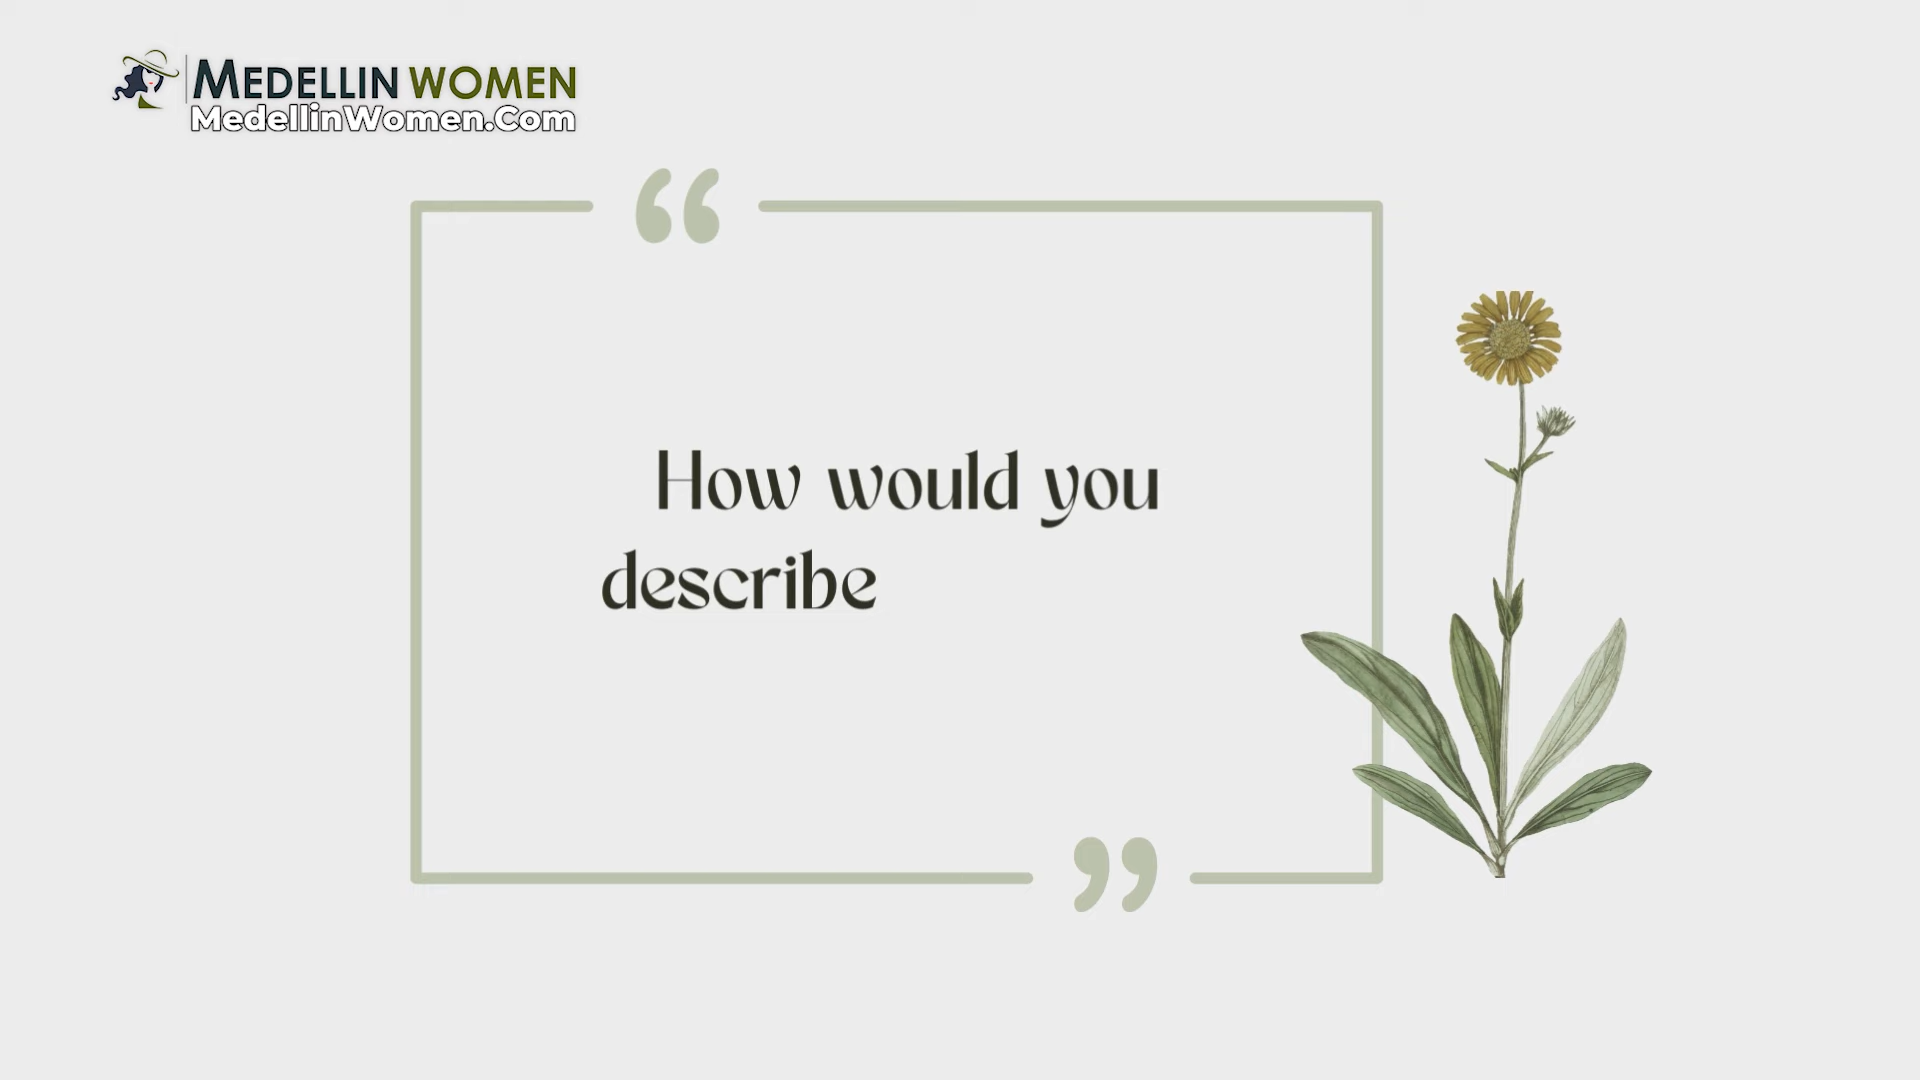 MEDELLIN WOMEN
MedellinWomen.Com
“
How would you
describe
”